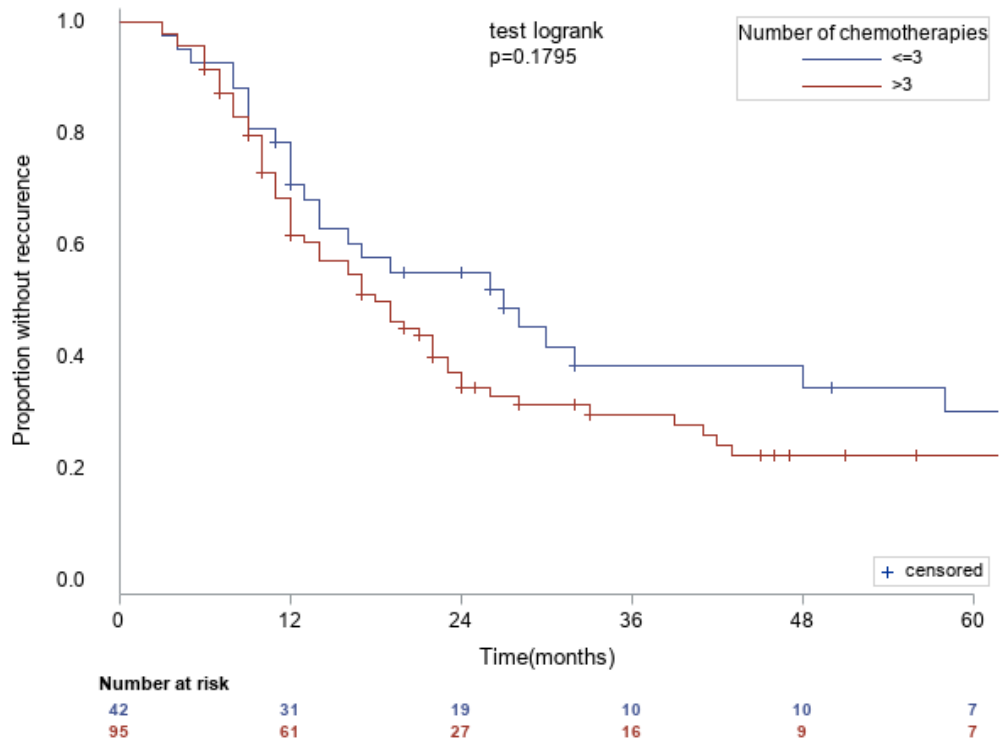 test logrank
p=0.1795
Number of chemotherapies
<=3
>3
Proportion without reccurence
1.0
0.8
0.6
0.4
0.2
0.0
+ censored
0 12 24 36 48 60
Time(months)
Number at risk
42 31 19 10 10 7
95 61 27 16 9 7